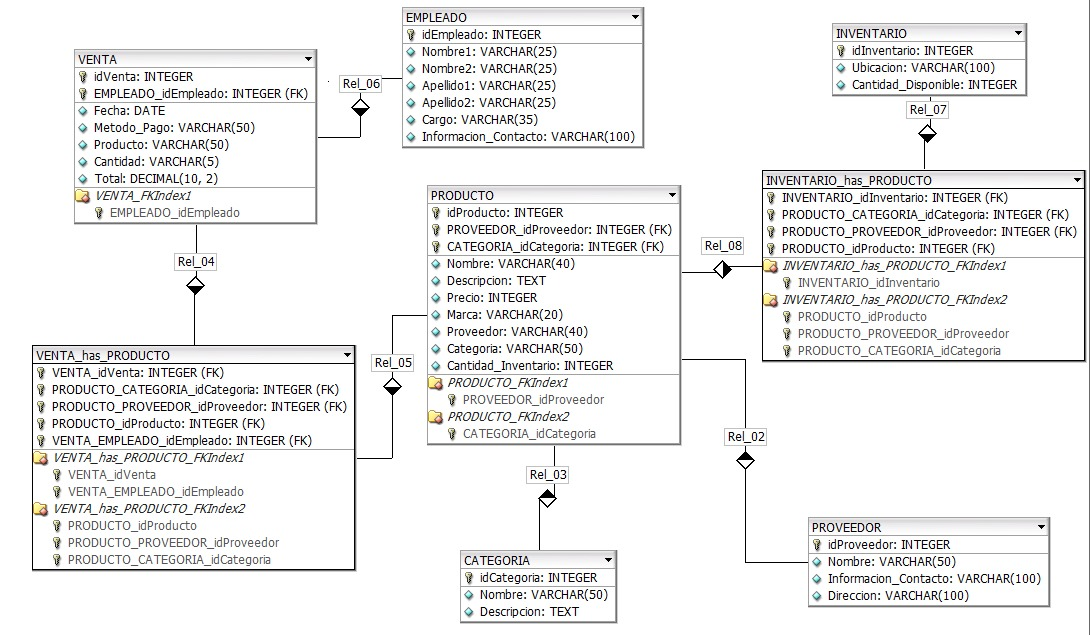 EMPLEADO
idEmpleado: INTEGER
Nombre1: VARCHAR(25)
Nombre2: VARCHAR(25)
Apellido1: VARCHAR(25)
Apellido2: VARCHAR(25)
Cargo: VARCHAR(35)
Informacion_Contacto: VARCHAR(100)
INVENTARIO
idInventario: INTEGER
Ubicacion: VARCHAR(100)
Cantidad_Disponible: INTEGER
VENTA
idVenta: INTEGER
EMPLEADO_idEmpleado: INTEGER (FK)
Fecha: DATE
Metodo_Pago: VARCHAR(50)
Producto: VARCHAR(50)
Cantidad: VARCHAR(5)
Total: DECIMAL(10, 2)
VENTA_FKIndex1
EMPLEADO_idEmpleado
Rel_06
Rel_07
INVENTARIO_has_PRODUCTO
INVENTARIO_idInventario: INTEGER (FK)
PRODUCTO_CATEGORIA_idCategoria: INTEGER (FK)
PRODUCTO_PROVEEDOR_idProveedor: INTEGER (FK)
PRODUCTO_idProducto: INTEGER (FK)
INVENTARIO_has_PRODUCTO_FKIndex1
INVENTARIO_idInventario
INVENTARIO_has_PRODUCTO_FKIndex2
PRODUCTO_idProducto
PRODUCTO_PROVEEDOR_idProveedor
PRODUCTO_CATEGORIA_idCategoria
PRODUCTO
idProducto: INTEGER
PROVEEDOR_idProveedor: INTEGER (FK)
CATEGORIA_idCategoria: INTEGER (FK)
Nombre: VARCHAR(40)
Descripcion: TEXT
Precio: INTEGER
Marca: VARCHAR(20)
Proveedor: VARCHAR(40)
Categoria: VARCHAR(50)
Cantidad_Inventario: INTEGER
PRODUCTO_FKIndex1
PROVEEDOR_idProveedor
PRODUCTO_FKIndex2
CATEGORIA_idCategoria
Rel_08
Rel_04
Rel_05
VENTA_has_PRODUCTO
VENTA_idVenta: INTEGER (FK)
PRODUCTO_CATEGORIA_idCategoria: INTEGER (FK)
PRODUCTO_PROVEEDOR_idProveedor: INTEGER (FK)
PRODUCTO_idProducto: INTEGER (FK)
VENTA_EMPLEADO_idEmpleado: INTEGER (FK)
VENTA_has_PRODUCTO_FKIndex1
VENTA_idVenta
VENTA_EMPLEADO_idEmpleado
VENTA_has_PRODUCTO_FKIndex2
PRODUCTO_idProducto
PRODUCTO_PROVEEDOR_idProveedor
PRODUCTO_CATEGORIA_idCategoria
Rel_02
Rel_03
CATEGORIA
idCategoria: INTEGER
Nombre: VARCHAR(50)
Descripcion: TEXT
PROVEEDOR
idProveedor: INTEGER
Nombre: VARCHAR(50)
Informacion_Contacto: VARCHAR(100)
Direccion: VARCHAR(100)